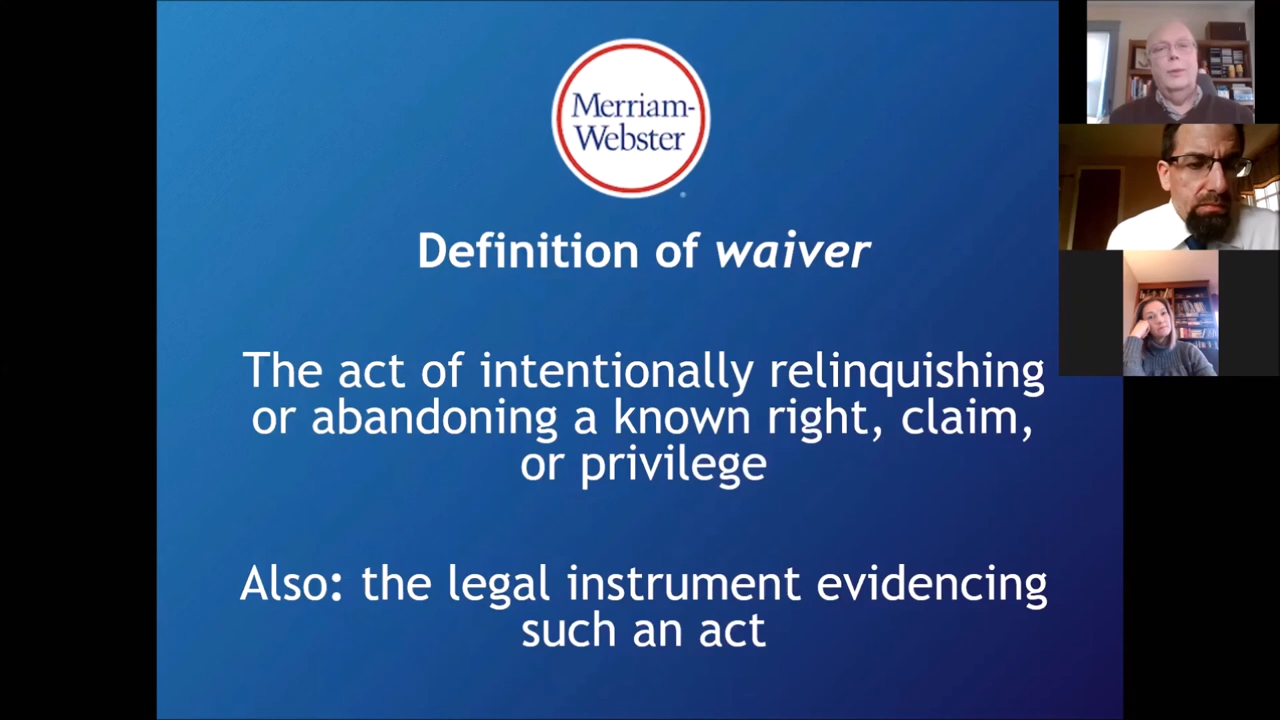 Merriam-
Webster
Definition of waiver
The act of intentionally relinquishing
or abandoning a known right, claim,
or privilege
Also: the legal instrument evidencing
such an act